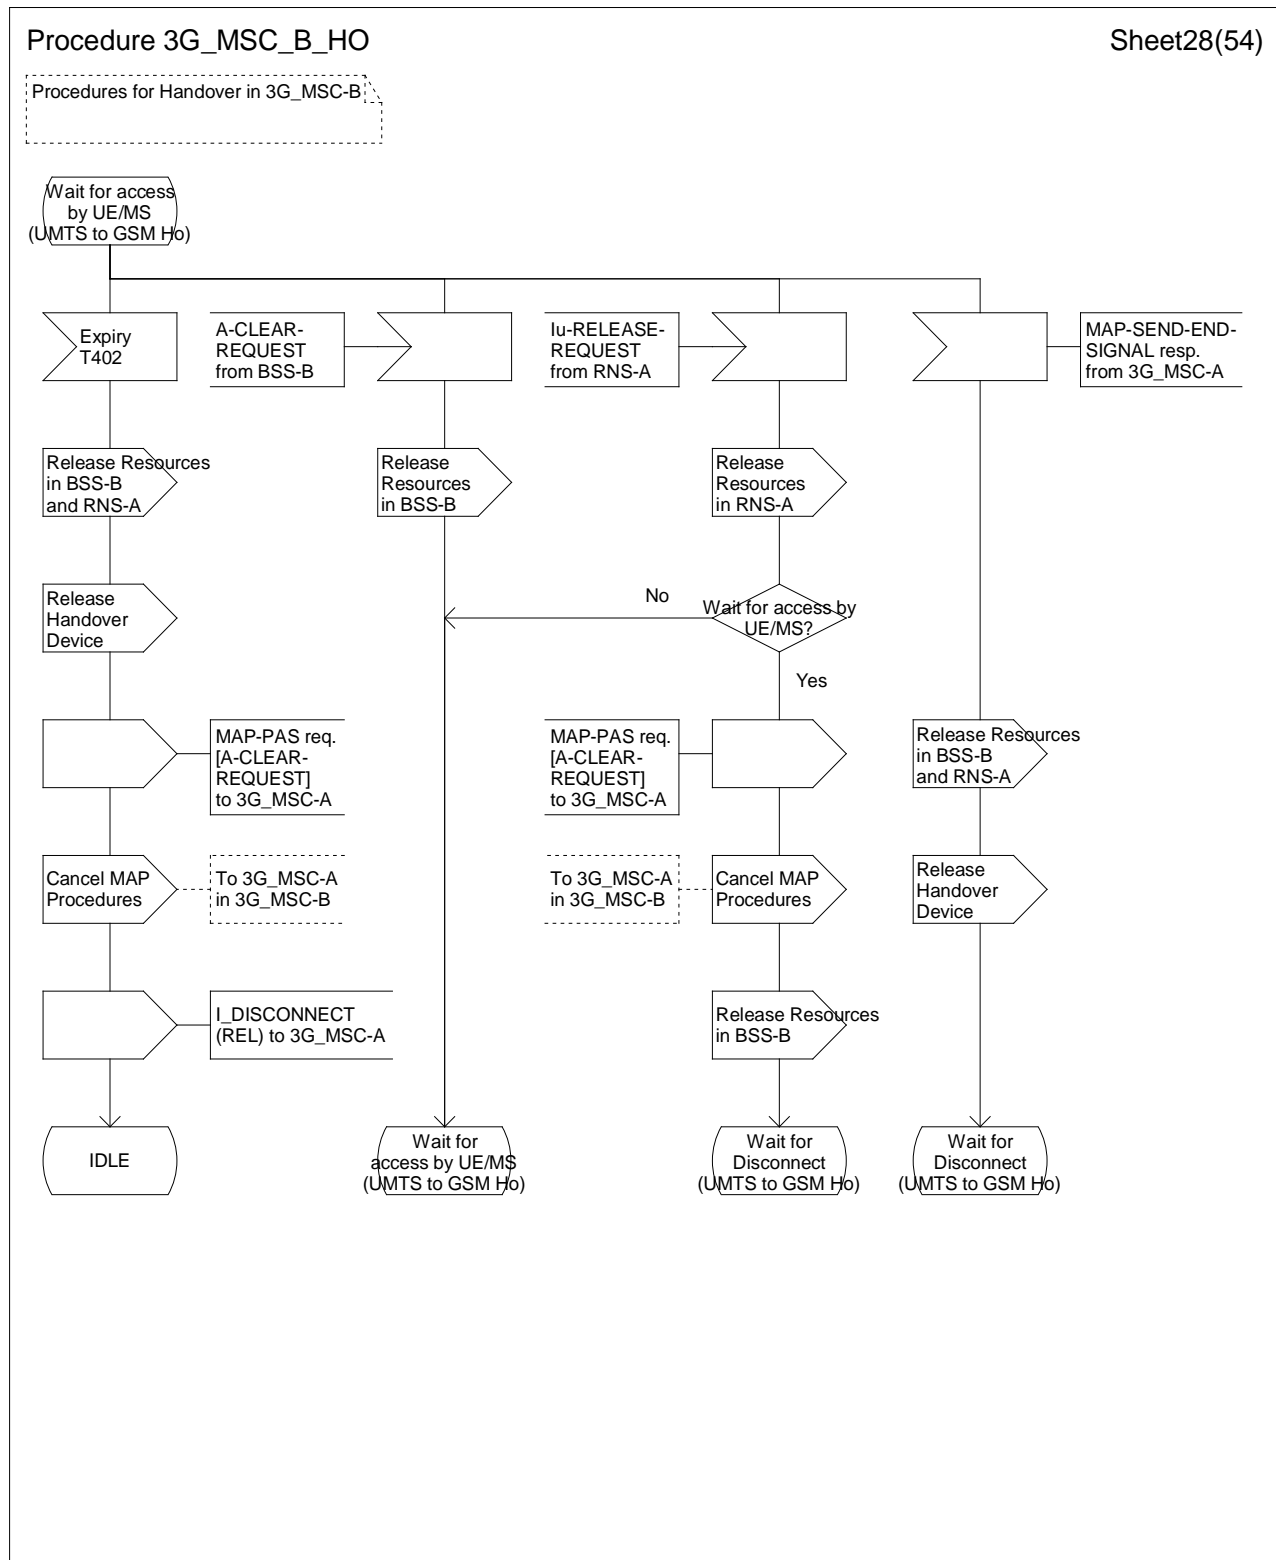 Procedure 3G_MSC_B_HO
Sheet28(54)
Procedures for Handover in 3G_MSC-B
Wait for access
by UE/MS
(UMTS to GSM Ho)
Expiry
T402
A-CLEAR-
REQUEST
from BSS-B
Iu-RELEASE-
REQUEST
from RNS-A
MAP-SEND-END-
SIGNAL resp.
from 3G_MSC-A
Release Resources
in BSS-B
and RNS-A
Release
Resources
in BSS-B
Release
Resources
in RNS-A
Release
Handover
Device
No
Wait for access by
UE/MS?
Yes
MAP-PAS req.
[A-CLEAR-
REQUEST]
to 3G_MSC-A
MAP-PAS req.
[A-CLEAR-
REQUEST]
to 3G_MSC-A
Release Resources
in BSS-B
and RNS-A
Cancel MAP
Procedures
To 3G_MSC-A
in 3G_MSC-B
To 3G_MSC-A
in 3G_MSC-B
Cancel MAP
Procedures
Release
Handover
Device
I_DISCONNECT
(REL) to 3G_MSC-A
Release Resources
in BSS-B
IDLE
Wait for
access by UE/MS
(UMTS to GSM Ho)
Wait for
Disconnect
(UMTS to GSM Ho)
Wait for
Disconnect
(UMTS to GSM Ho)